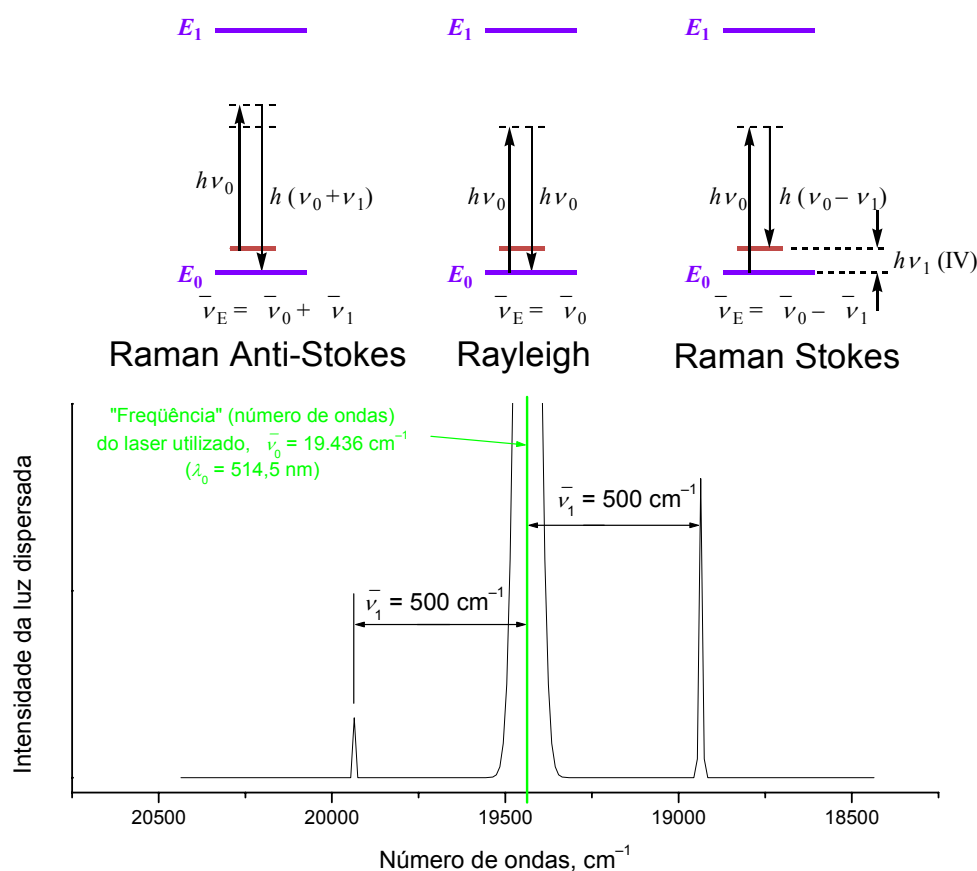 E₁ E₁ E₁
hν₀ h (ν₀ + ν₁) hν₀ hν₀ hν₀ h (ν₀ – ν₁)
hν₁ (IV)
E₀ E₀ E₀
ν̅_E = ν̅₀ + ν̅₁ ν̅_E = ν̅₀ ν̅_E = ν̅₀ – ν̅₁
Raman Anti-Stokes Rayleigh Raman Stokes
"Freqüência" (número de ondas)
do laser utilizado, ν̅₀ = 19.436 cm⁻¹
(λ₀ = 514,5 nm)
ν̅₁ = 500 cm⁻¹
ν̅₁ = 500 cm⁻¹
Intensidade da luz dispersada
20500 20000 19500 19000 18500
Número de ondas, cm⁻¹